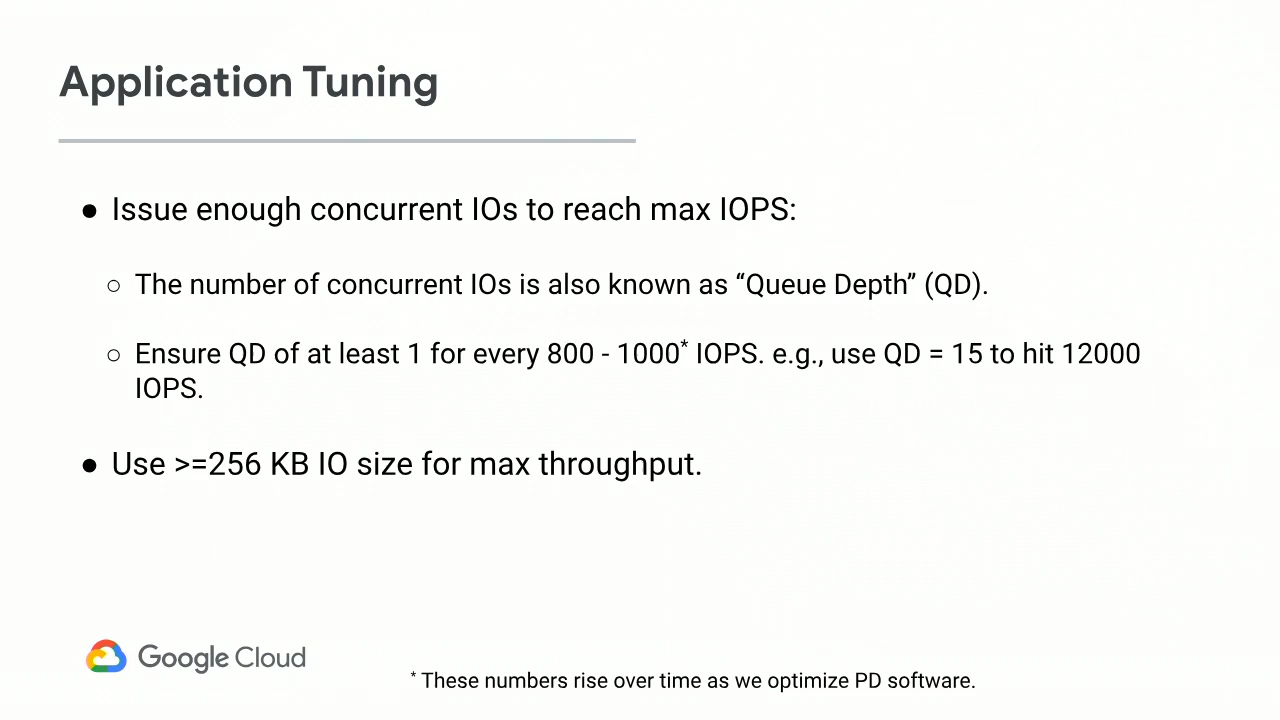 Application Tuning
● Issue enough concurrent IOs to reach max IOPS:
○ The number of concurrent IOs is also known as “Queue Depth” (QD).
○ Ensure QD of at least 1 for every 800 - 1000* IOPS. e.g., use QD = 15 to hit 12000
IOPS.
● Use >=256 KB IO size for max throughput.
Google Cloud
* These numbers rise over time as we optimize PD software.